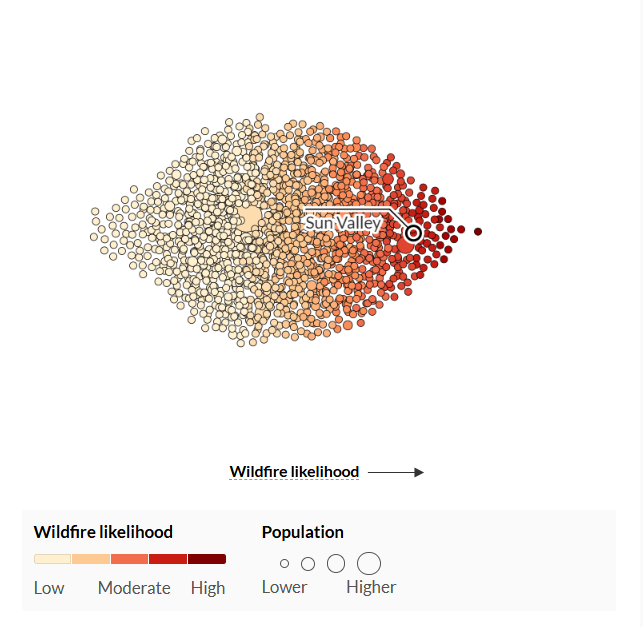 Sun Valley
Wildfire likelihood
Wildfire likelihood
Population
Low Moderate High
Lower Higher